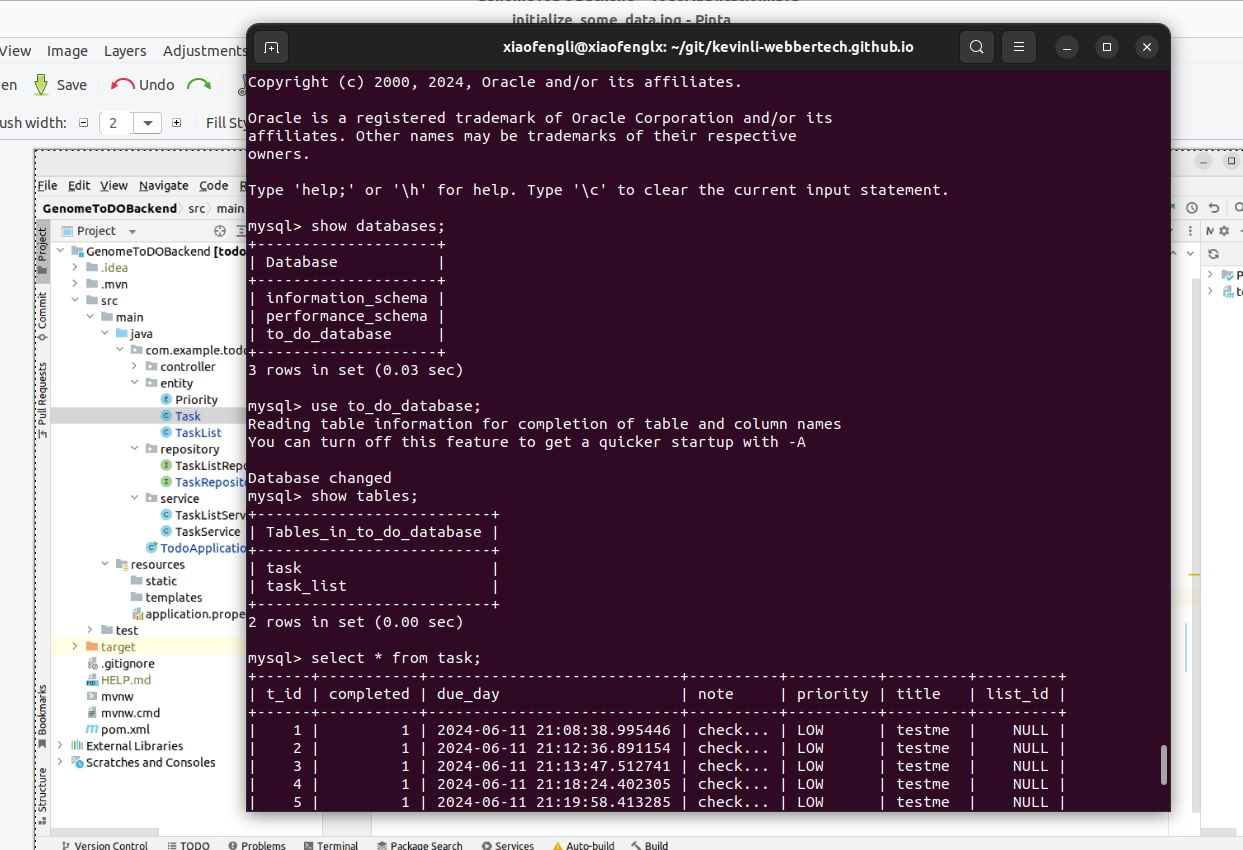 initialize_some_data.jpg - Pinta
View Image Layers Adjustments
en Save Undo
ush width: 2 Fill Sty
File Edit View Navigate Code R
GenomeToDOBackend src main
Project
GenomeToDOBackend [todo
.idea
.mvn
src
main
java
com.example.todo
controller
entity
Priority
Task
TaskList
repository
TaskListRepo
TaskReposit
service
TaskListServ
TaskService
TodoApplicatio
resources
static
templates
application.prope
test
target
.gitignore
HELP.md
mvnw
mvnw.cmd
pom.xml
External Libraries
Scratches and Consoles
Project
Commit
Pull Requests
Bookmarks
Structure
xiaofengli@xiaofenglx: ~/git/kevinli-webbertech.github.io
Copyright (c) 2000, 2024, Oracle and/or its affiliates.
Oracle is a registered trademark of Oracle Corporation and/or its
affiliates. Other names may be trademarks of their respective
owners.
Type 'help;' or '\h' for help. Type '\c' to clear the current input statement.
mysql> show databases;
+--------------------+
| Database           |
+--------------------+
| information_schema |
| performance_schema |
| to_do_database     |
+--------------------+
3 rows in set (0.03 sec)
mysql> use to_do_database;
Reading table information for completion of table and column names
You can turn off this feature to get a quicker startup with -A
Database changed
mysql> show tables;
+--------------------------+
| Tables_in_to_do_database |
+--------------------------+
| task                     |
| task_list                |
+--------------------------+
2 rows in set (0.00 sec)
mysql> select * from task;
+------+-----------+----------------------------+----------+----------+--------+---------+
| t_id | completed | due_day                    | note     | priority | title  | list_id |
+------+-----------+----------------------------+----------+----------+--------+---------+
|    1 |         1 | 2024-06-11 21:08:38.995446 | check... | LOW      | testme |    NULL |
|    2 |         1 | 2024-06-11 21:12:36.891154 | check... | LOW      | testme |    NULL |
|    3 |         1 | 2024-06-11 21:13:47.512741 | check... | LOW      | testme |    NULL |
|    4 |         1 | 2024-06-11 21:18:24.402305 | check... | LOW      | testme |    NULL |
|    5 |         1 | 2024-06-11 21:19:58.413285 | check... | LOW      | testme |    NULL |
Version Control TODO Problems Terminal Package Search Services Auto-build Build